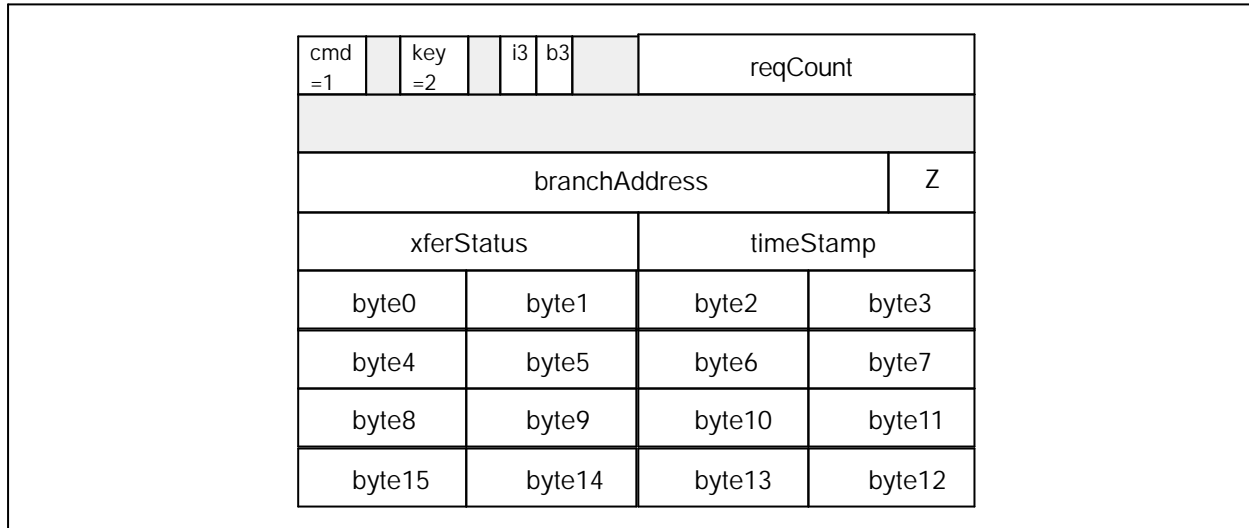 cmd =1 key =2 i3 b3 reqCount
branchAddress Z
xferStatus timeStamp
byte0 byte1 byte2 byte3
byte4 byte5 byte6 byte7
byte8 byte9 byte10 byte11
byte15 byte14 byte13 byte12